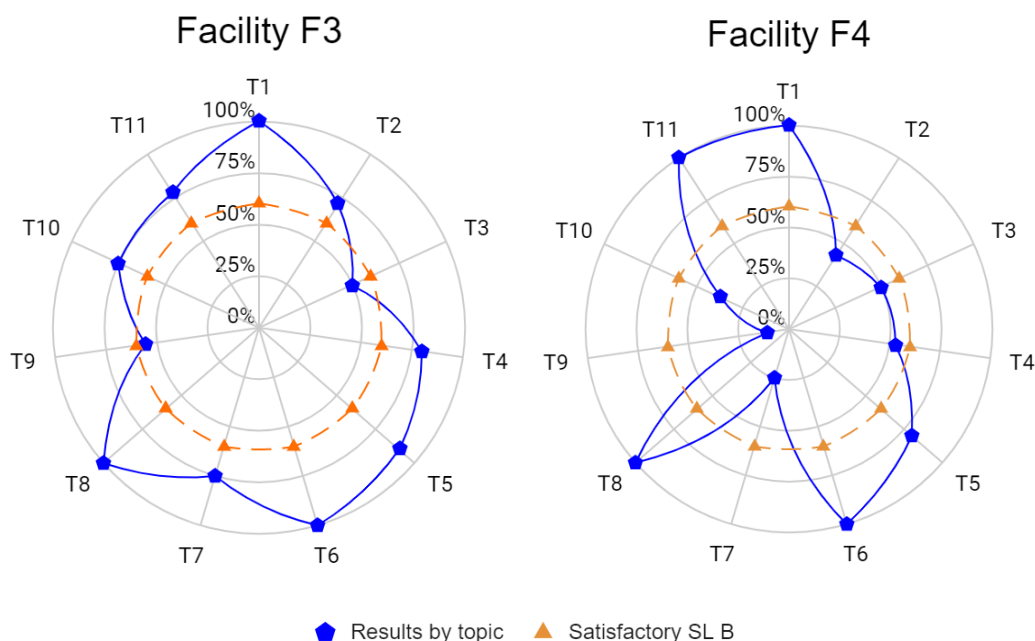 Facility F3
T1
T2
T3
T4
T5
T6
T7
T8
T9
T10
T11
100%
75%
50%
25%
0%
Facility F4
T1
T2
T3
T4
T5
T6
T7
T8
T9
T10
T11
100%
75%
50%
25%
0%
Results by topic
Satisfactory SL B